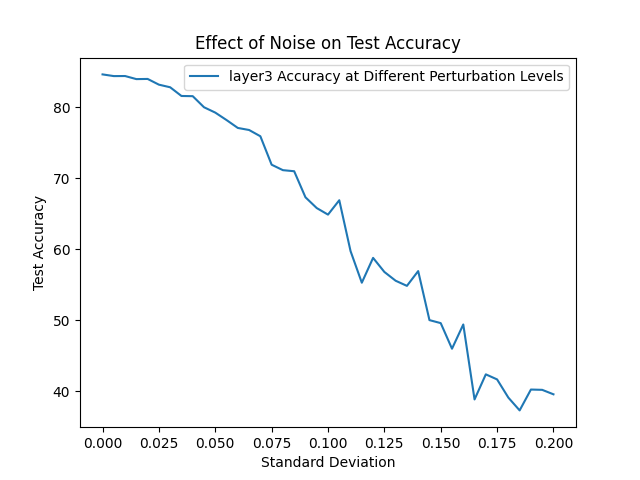 Effect of Noise on Test Accuracy
layer3 Accuracy at Different Perturbation Levels
Test Accuracy
80
70
60
50
40
0.000 0.025 0.050 0.075 0.100 0.125 0.150 0.175 0.200
Standard Deviation